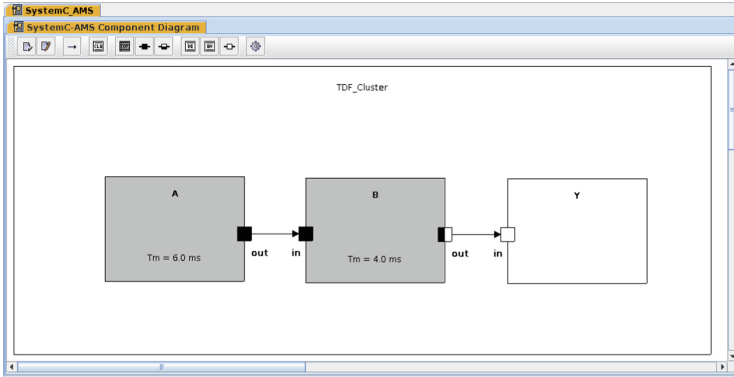 SystemC_AMS
SystemC-AMS Component Diagram
TDF_Cluster
A
B
Y
out
in
out
in
Tm = 6.0 ms
Tm = 4.0 ms